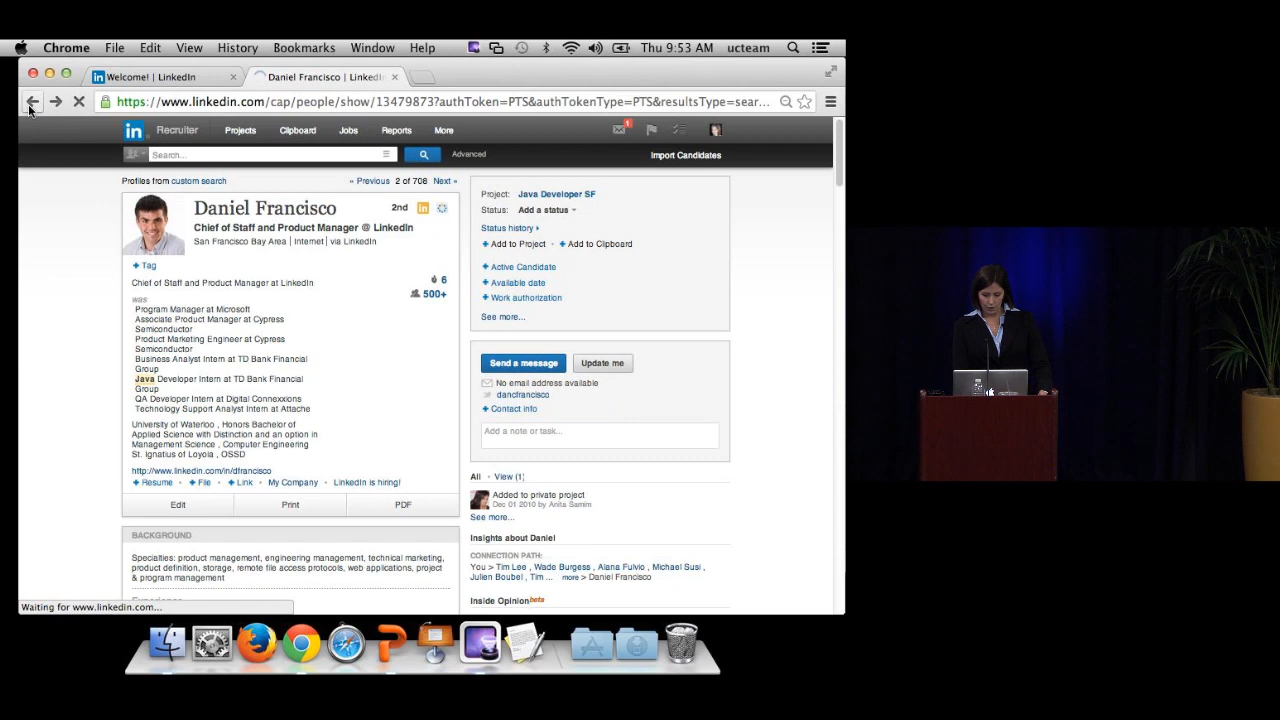 Chrome File Edit View History Bookmarks Window Help Thu 9:53 AM ucteam
Welcome! | LinkedIn
Daniel Francisco | LinkedIn
https://www.linkedin.com/cap/people/show/13479873?authToken=PTS&authTokenType=PTS&resultsType=sear...
in Recruiter Projects Clipboard Jobs Reports More 1
Search... Advanced Import Candidates
Profiles from custom search « Previous 2 of 708 Next »
Daniel Francisco 2nd in
Chief of Staff and Product Manager @ LinkedIn
San Francisco Bay Area | Internet | via LinkedIn
+ Tag
Chief of Staff and Product Manager at LinkedIn
6
500+
was
Program Manager at Microsoft
Associate Product Manager at Cypress
Semiconductor
Product Marketing Engineer at Cypress
Semiconductor
Business Analyst Intern at TD Bank Financial
Group
Java Developer Intern at TD Bank Financial
Group
QA Developer Intern at Digital Connexxions
Technology Support Analyst Intern at Attache
University of Waterloo , Honors Bachelor of
Applied Science with Distinction and an option in
Management Science , Computer Engineering
St. Ignatius of Loyola , OSSD
http://www.linkedin.com/in/dfrancisco
+ Resume + File + Link My Company LinkedIn is hiring!
Edit Print PDF
BACKGROUND
Specialties: product management, engineering management, technical marketing,
product definition, storage, remote file access protocols, web applications, project
& program management
Experience
Project: Java Developer SF
Status: Add a status
Status history
+ Add to Project + Add to Clipboard
+ Active Candidate
+ Available date
+ Work authorization
See more...
Send a message Update me
No email address available
dancfrancisco
+ Contact info
Add a note or task...
All View (1)
Added to private project
Dec 01 2010 by Anita Samim
See more...
Insights about Daniel
CONNECTION PATH:
You > Tim Lee , Wade Burgess , Alana Fulvio , Michael Susi ,
Julien Boubel , Tim ... more > Daniel Francisco
Inside Opinion beta
Waiting for www.linkedin.com...